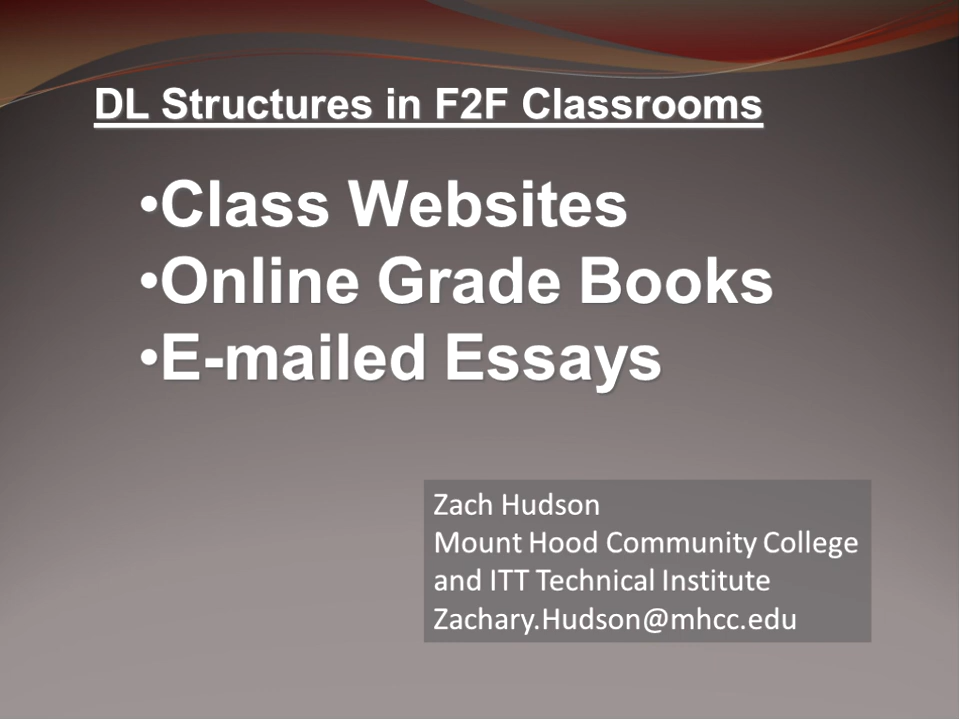 DL Structures in F2F Classrooms
•Class Websites
•Online Grade Books
•E-mailed Essays
Zach Hudson
Mount Hood Community College
and ITT Technical Institute
Zachary.Hudson@mhcc.edu